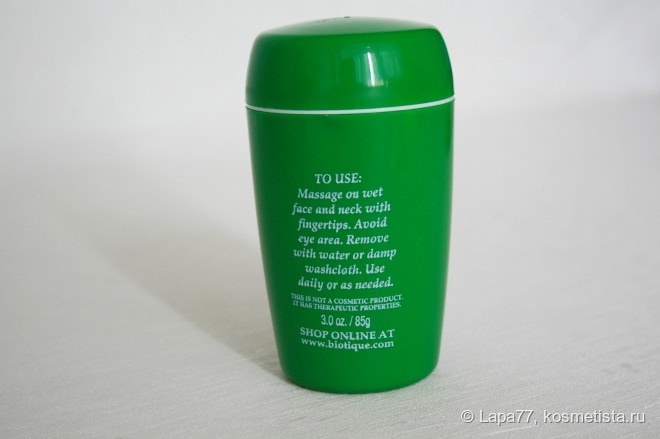 TO USE:
Massage on wet
face and neck with
fingertips. Avoid
eye area. Remove
with water or damp
washcloth. Use
daily or as needed.
THIS IS NOT A COSMETIC PRODUCT.
IT HAS THERAPEUTIC PROPERTIES.
3.0 oz. / 85g
SHOP ONLINE AT
www.biotique.com
© Lapa77, kosmetista.ru